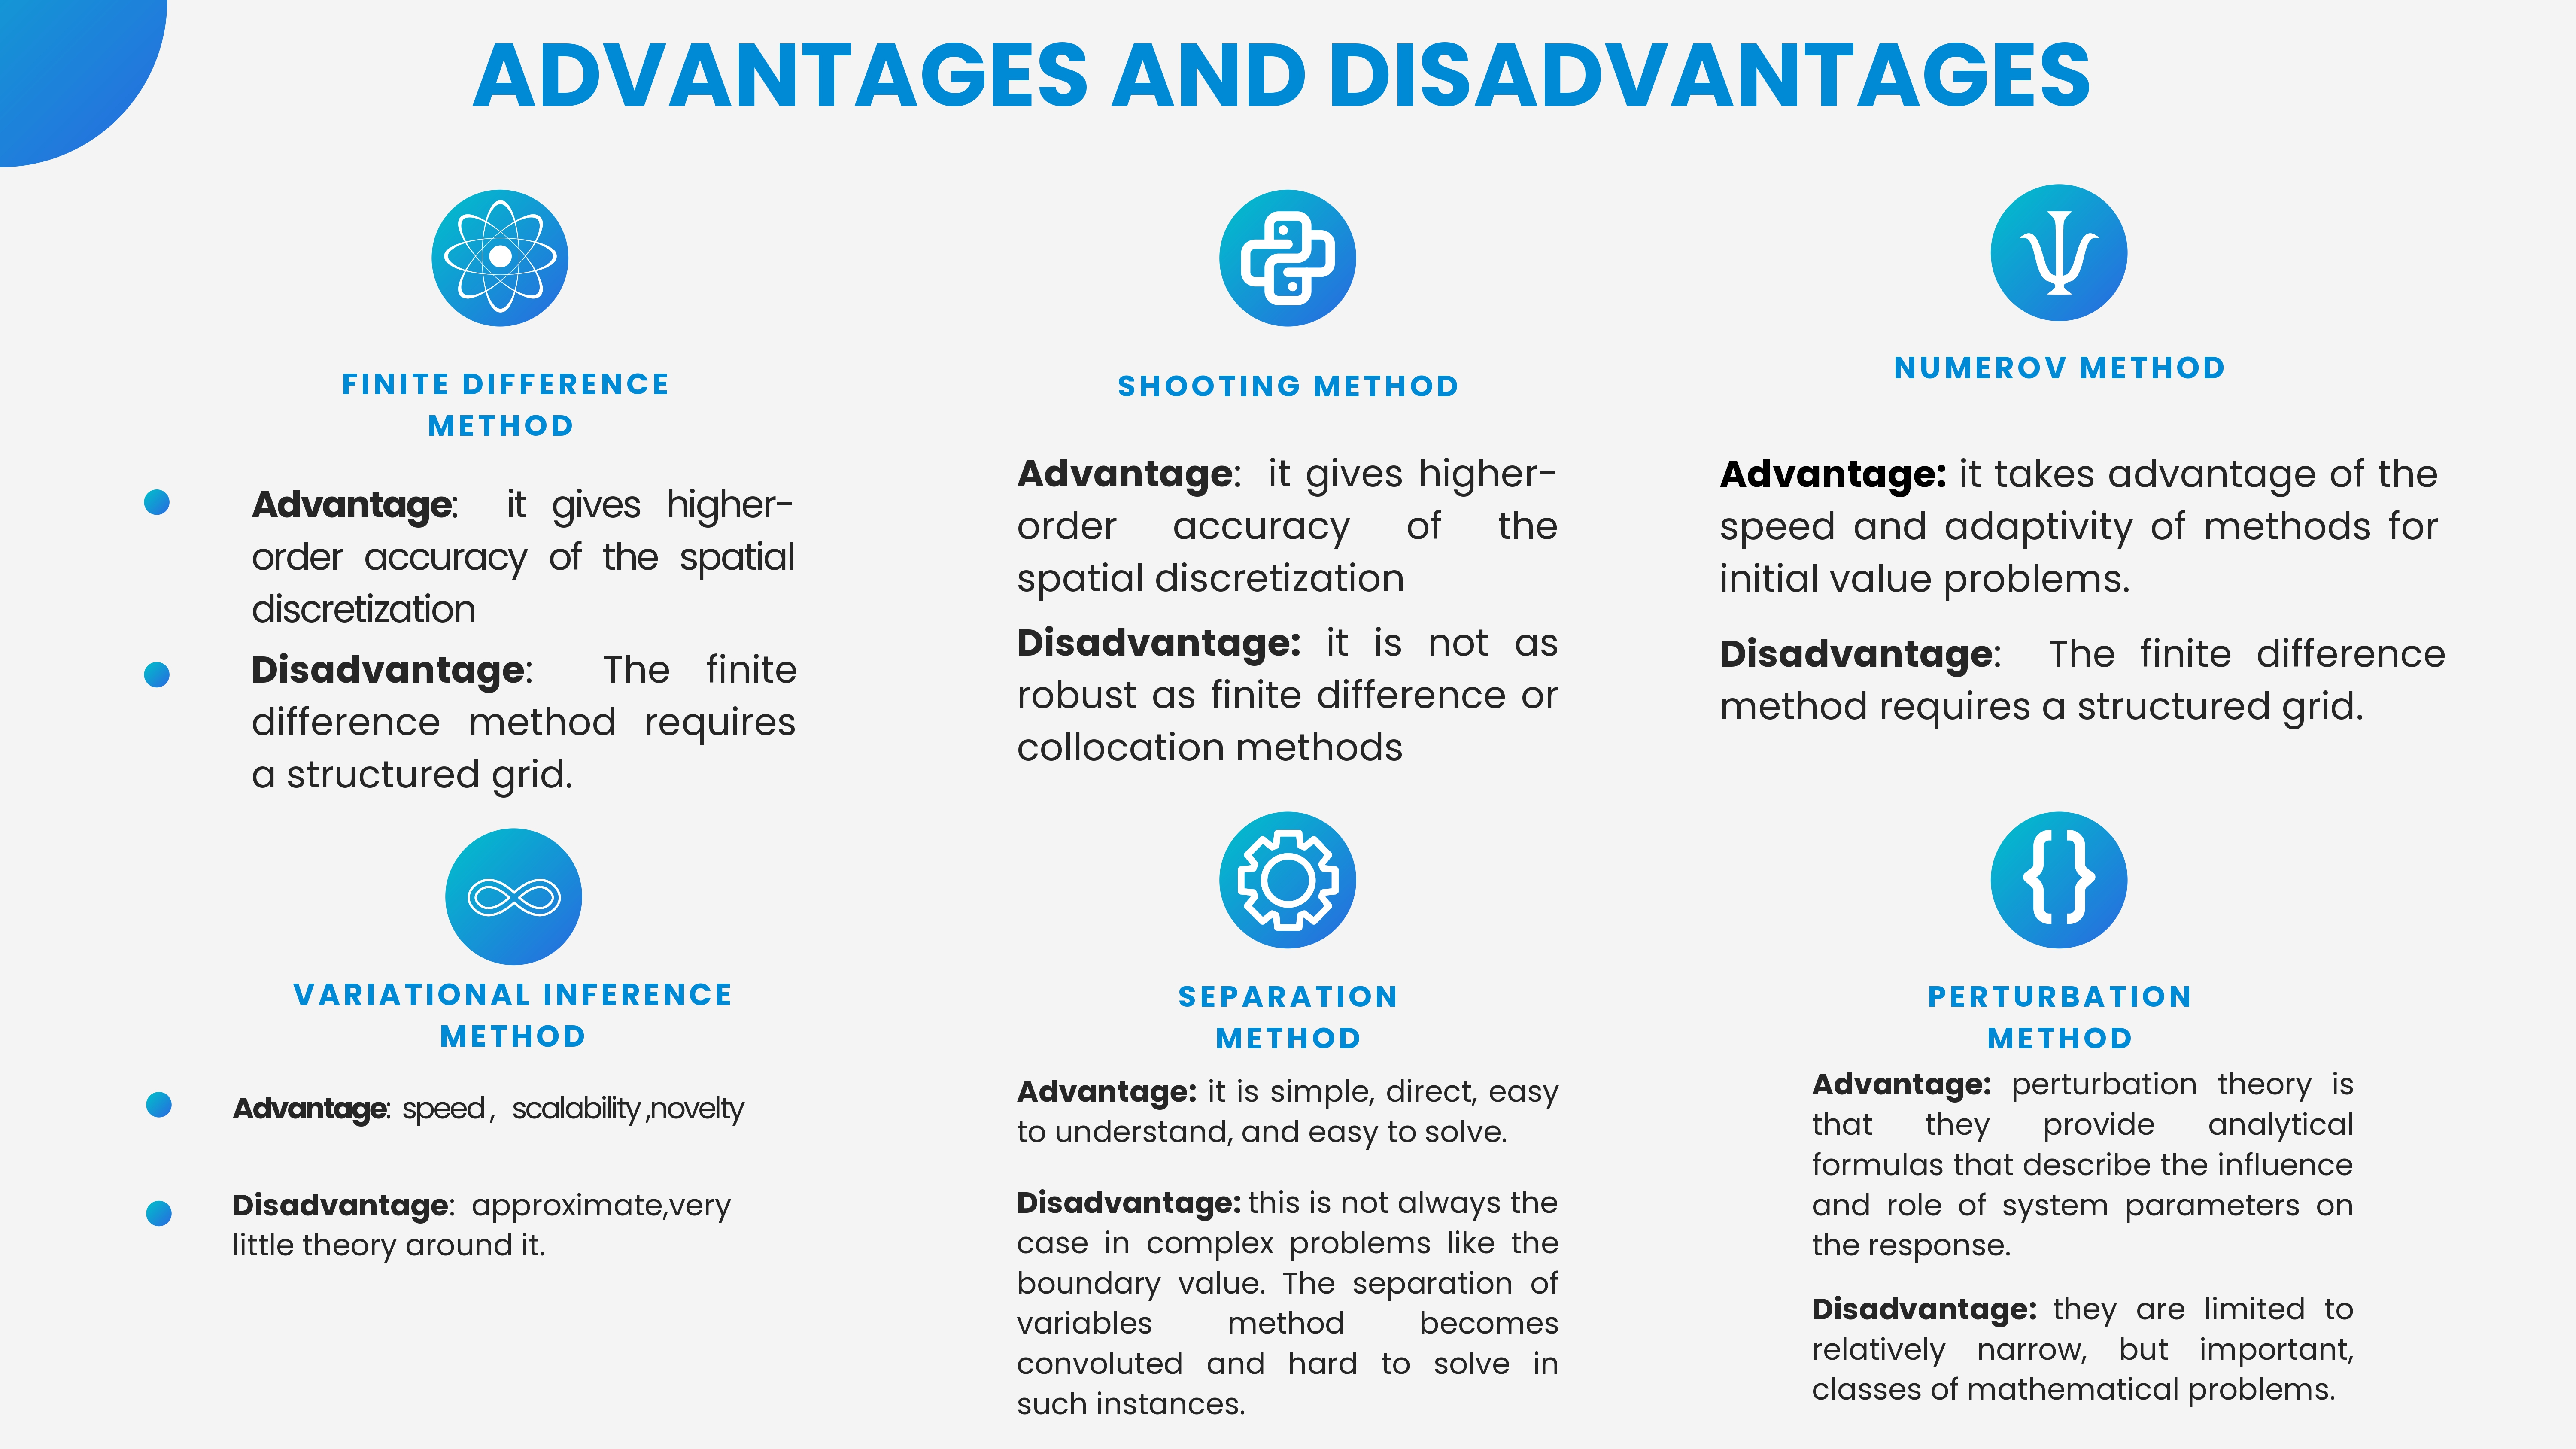 ADVANTAGES AND DISADVANTAGES
FINITE DIFFERENCE
METHOD
Advantage: it gives higher-
order accuracy of the spatial
discretization
Disadvantage: The finite
difference method requires
a structured grid.
SHOOTING METHOD
Advantage: it gives higher-
order accuracy of the
spatial discretization
Disadvantage: it is not as
robust as finite difference or
collocation methods
NUMEROV METHOD
Advantage: it takes advantage of the
speed and adaptivity of methods for
initial value problems.
Disadvantage: The finite difference
method requires a structured grid.
VARIATIONAL INFERENCE
METHOD
Advantage: speed , scalability ,novelty
Disadvantage: approximate,very
little theory around it.
SEPARATION
METHOD
Advantage: it is simple, direct, easy
to understand, and easy to solve.
Disadvantage: this is not always the
case in complex problems like the
boundary value. The separation of
variables method becomes
convoluted and hard to solve in
such instances.
PERTURBATION
METHOD
Advantage: perturbation theory is
that they provide analytical
formulas that describe the influence
and role of system parameters on
the response.
Disadvantage: they are limited to
relatively narrow, but important,
classes of mathematical problems.